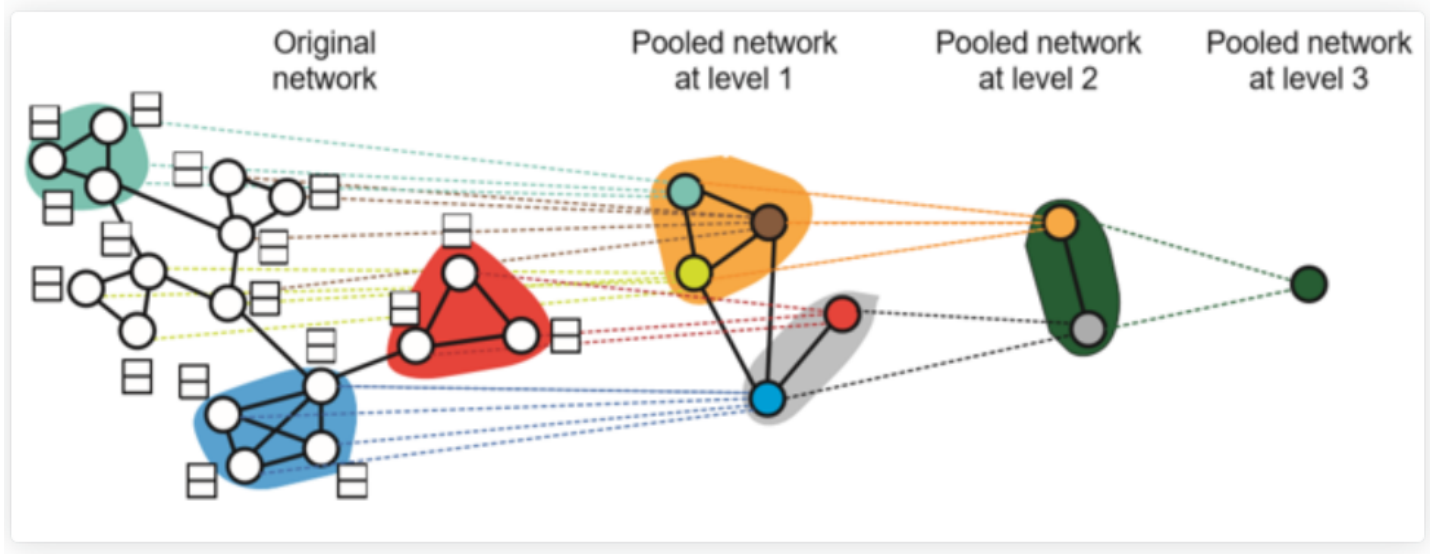 Original
network
Pooled network
at level 1
Pooled network
at level 2
Pooled network
at level 3